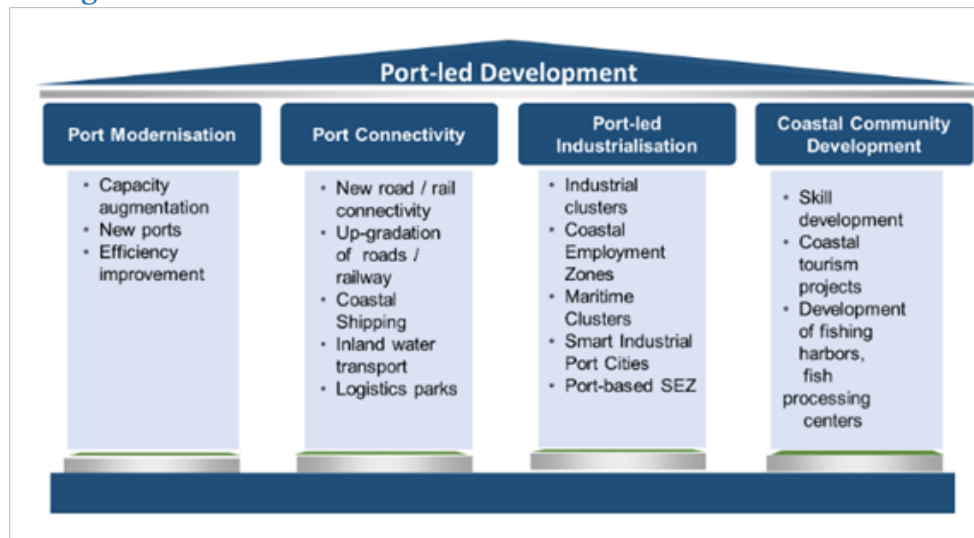 Port-led Development
Port Modernisation
• Capacity
augmentation
• New ports
• Efficiency
improvement
Port Connectivity
• New road / rail
connectivity
• Up-gradation
of roads /
railway
• Coastal
Shipping
• Inland water
transport
• Logistics parks
Port-led
Industrialisation
• Industrial
clusters
• Coastal
Employment
Zones
• Maritime
Clusters
• Smart Industrial
Port Cities
• Port-based SEZ
Coastal Community
Development
• Skill
development
• Coastal
tourism
projects
• Development
of fishing
harbors,
fish
processing
centers